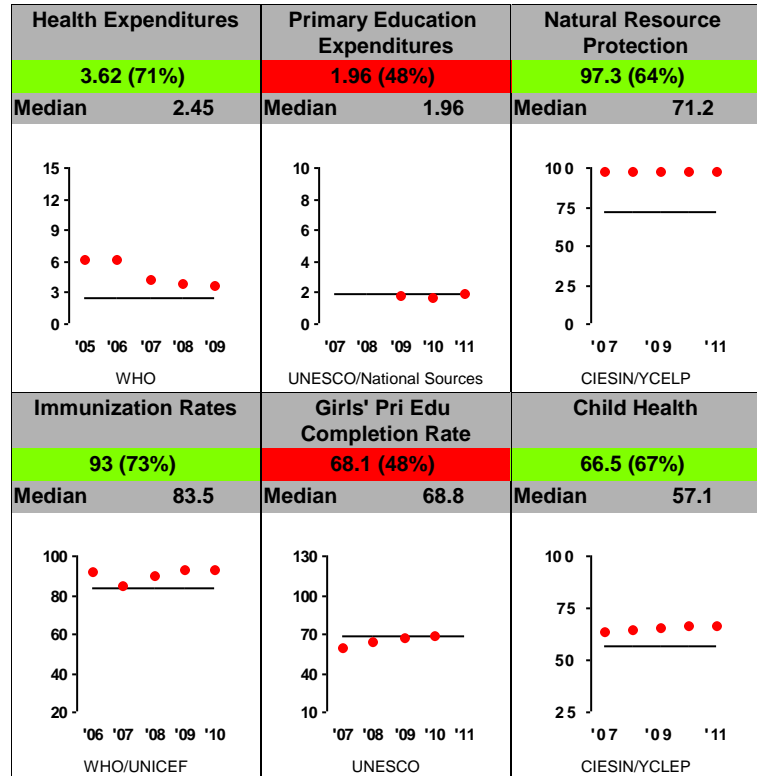 Health Expenditures
3.62 (71%)
Median 2.45
15
12
9
6
3
0
'05 '06 '07 '08 '09
WHO
Primary Education
Expenditures
1.96 (48%)
Median 1.96
10
8
6
4
2
0
'07 '08 '09 '10 '11
UNESCO/National Sources
Natural Resource
Protection
97.3 (64%)
Median 71.2
100
75
50
25
0
'07 '09 '11
CIESIN/YCELP
Immunization Rates
93 (73%)
Median 83.5
100
80
60
40
20
'06 '07 '08 '09 '10
WHO/UNICEF
Girls' Pri Edu
Completion Rate
68.1 (48%)
Median 68.8
130
100
70
40
10
'07 '08 '09 '10 '11
UNESCO
Child Health
66.5 (67%)
Median 57.1
100
75
50
25
'07 '09 '11
CIESIN/YCLEP